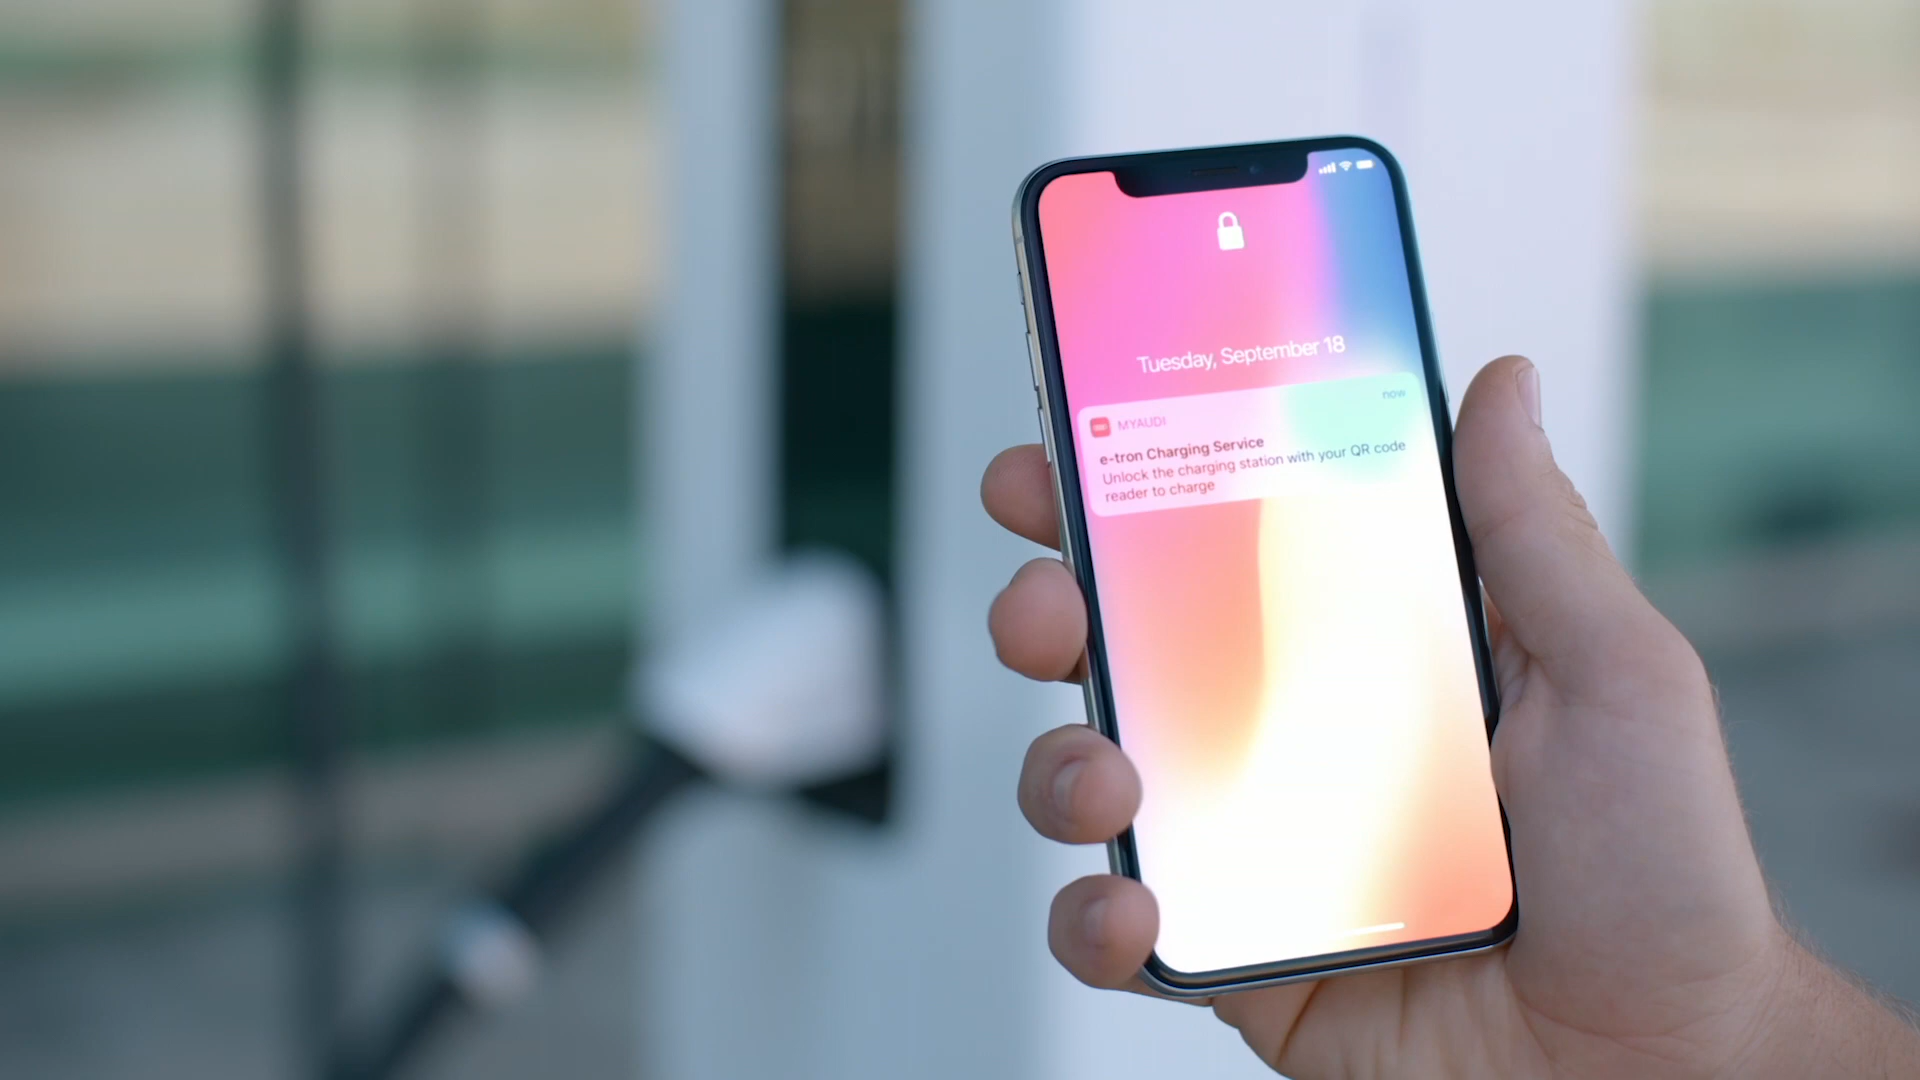 Tuesday, September 18
MYAUDI
now
e-tron Charging Service
Unlock the charging station with your QR code
reader to charge